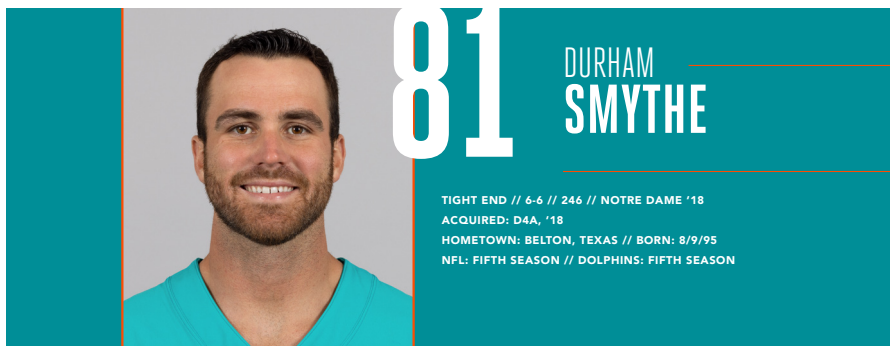 81
DURHAM
SMYTHE
TIGHT END // 6-6 // 246 // NOTRE DAME ‘18
ACQUIRED: D4A, ‘18
HOMETOWN: BELTON, TEXAS // BORN: 8/9/95
NFL: FIFTH SEASON // DOLPHINS: FIFTH SEASON